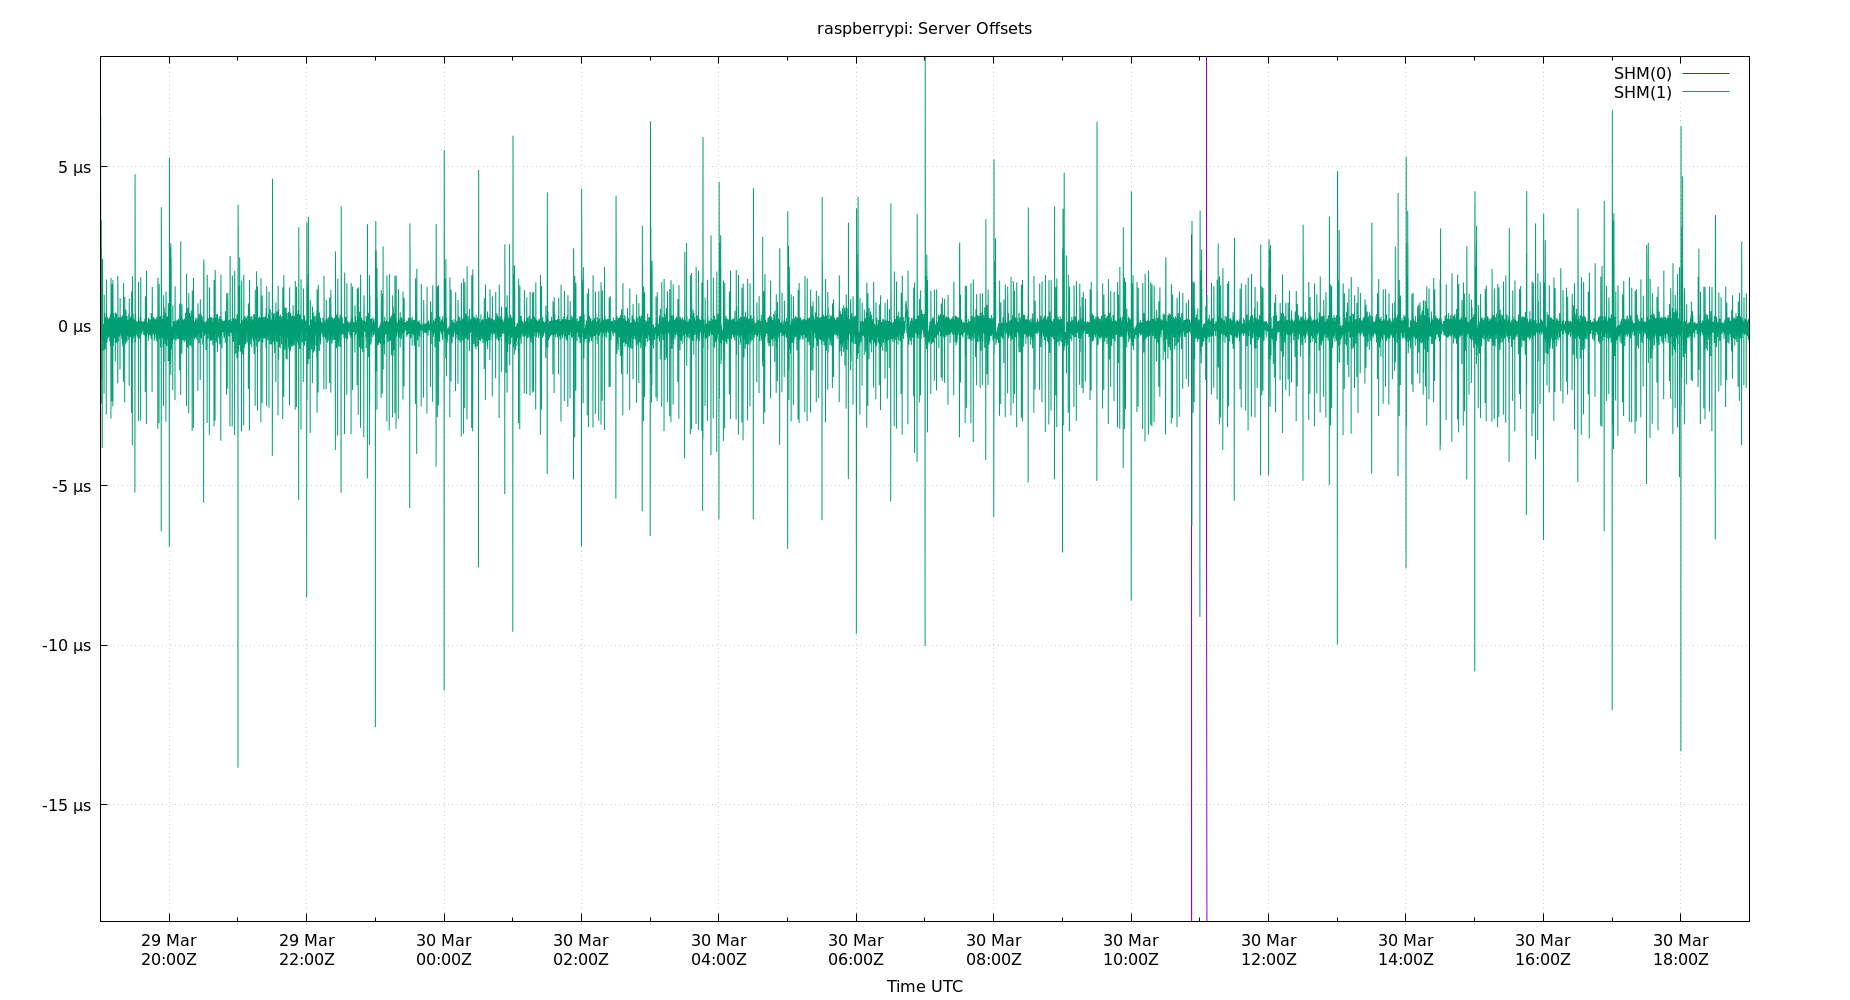 raspberrypi: Server Offsets
SHM(0)
SHM(1)
5 µs
0 µs
-5 µs
-10 µs
-15 µs
29 Mar 29 Mar 30 Mar 30 Mar 30 Mar 30 Mar 30 Mar 30 Mar 30 Mar 30 Mar 30 Mar 30 Mar
20:00Z 22:00Z 00:00Z 02:00Z 04:00Z 06:00Z 08:00Z 10:00Z 12:00Z 14:00Z 16:00Z 18:00Z
Time UTC